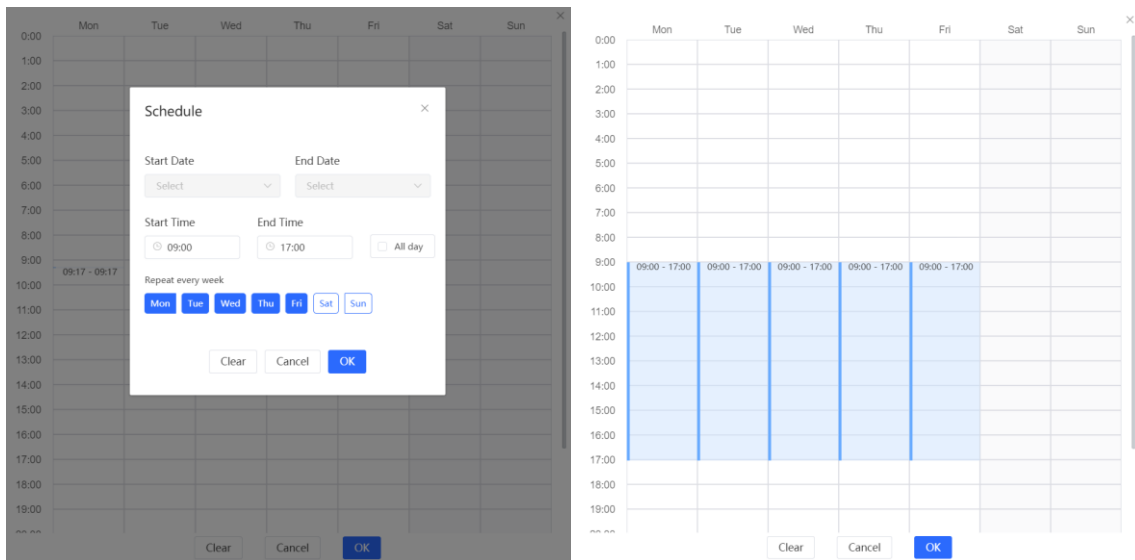 Mon Tue Wed Thu Fri Sat Sun
0:00
1:00
2:00
3:00
4:00
5:00
6:00
7:00
8:00
9:00
09:17 - 09:17
10:00
11:00
12:00
13:00
14:00
15:00
16:00
17:00
18:00
19:00
Schedule
Start Date End Date
Select Select
Start Time End Time
09:00 17:00 All day
Repeat every week
Mon Tue Wed Thu Fri Sat Sun
Clear Cancel OK
Clear Cancel OK
Mon Tue Wed Thu Fri Sat Sun
0:00
1:00
2:00
3:00
4:00
5:00
6:00
7:00
8:00
9:00 09:00 - 17:00 09:00 - 17:00 09:00 - 17:00 09:00 - 17:00 09:00 - 17:00
10:00
11:00
12:00
13:00
14:00
15:00
16:00
17:00
18:00
19:00
Clear Cancel OK